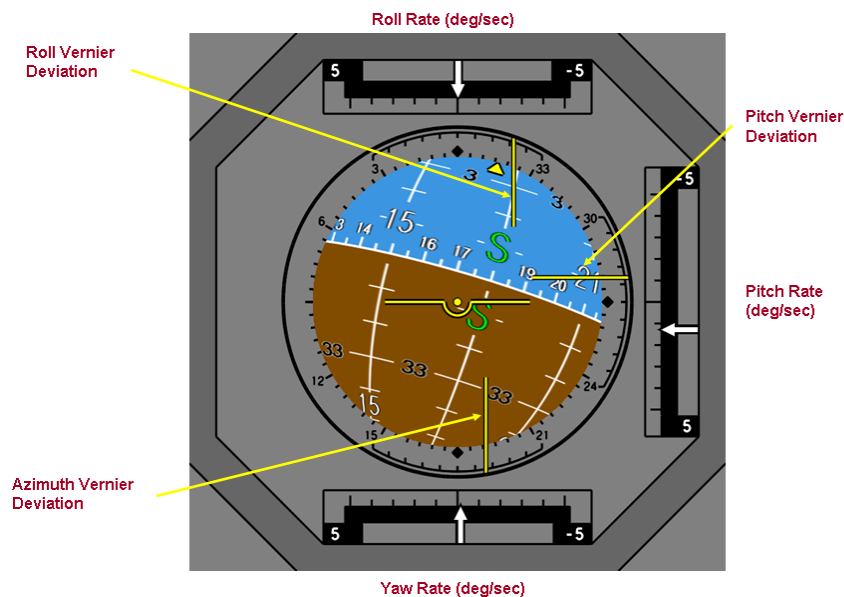 Roll Rate (deg/sec)
Roll Vernier
Deviation
5
-5
Pitch Vernier
Deviation
3
33
3
3
-5
6
3
14
15
16
17
S
30
19
20
21
Pitch Rate
(deg/sec)
S
33
33
33
12
15
24
15
21
5
Azimuth Vernier
Deviation
5
-5
Yaw Rate (deg/sec)